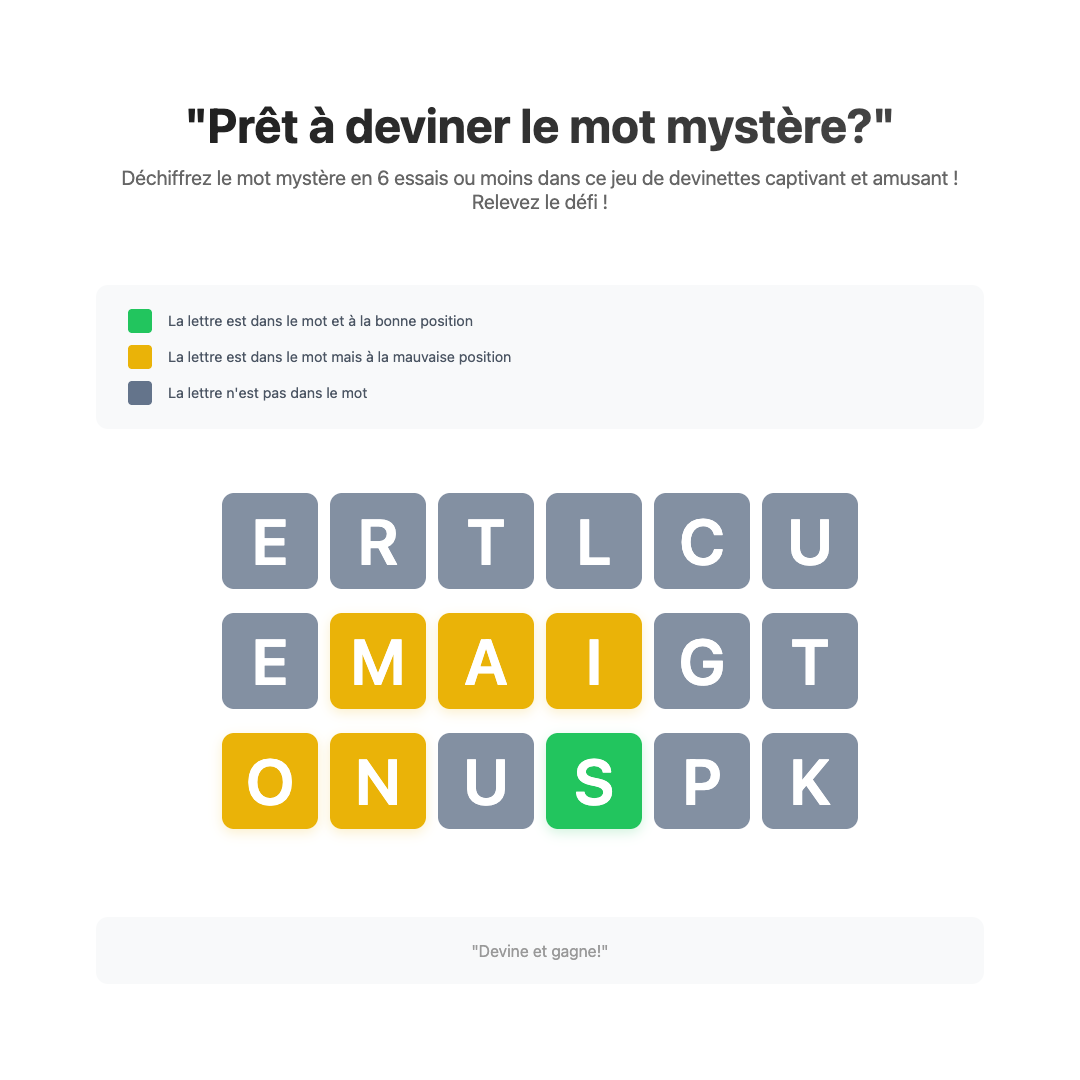 "Prêt à deviner le mot mystère?"
Déchiffrez le mot mystère en 6 essais ou moins dans ce jeu de devinettes captivant et amusant !
Relevez le défi !
La lettre est dans le mot et à la bonne position
La lettre est dans le mot mais à la mauvaise position
La lettre n'est pas dans le mot
E R T L C U
E M A I G T
O N U S P K
"Devine et gagne!"